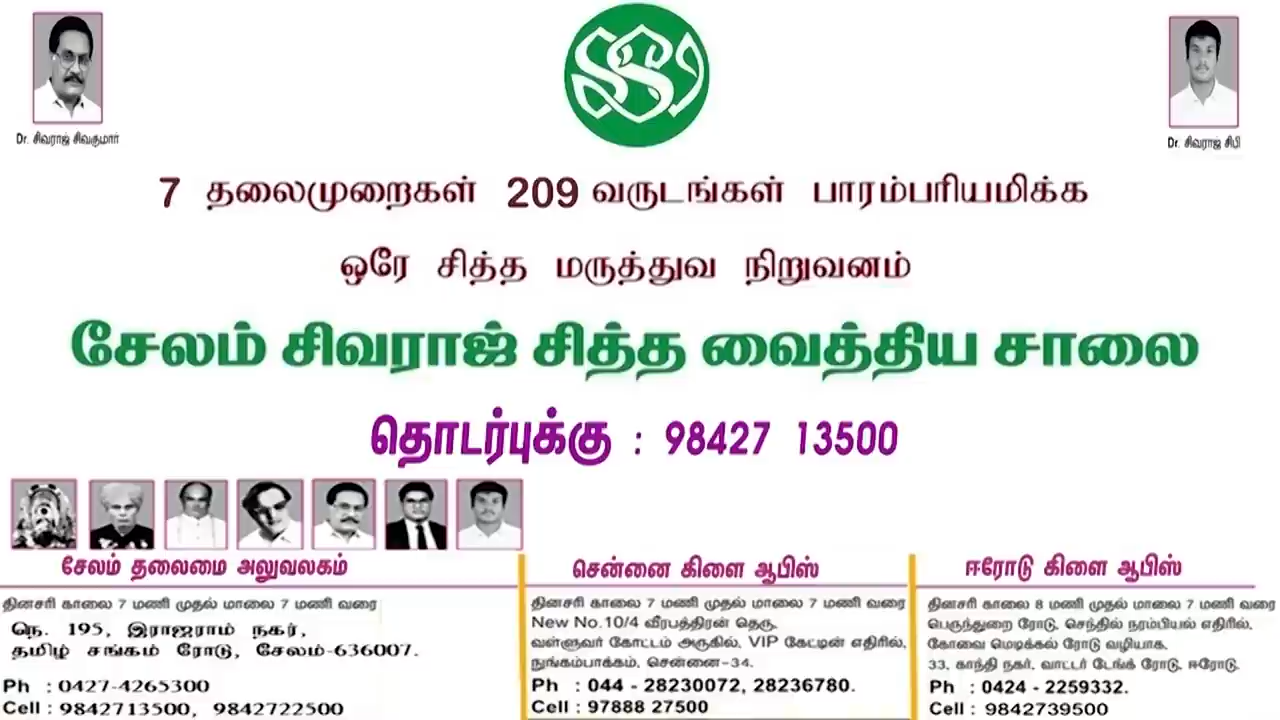 Dr. சிவராஜ் சிவகுமார்
Dr. சிவராஜ் சிபி
7 தலைமுறைகள் 209 வருடங்கள் பாரம்பரியமிக்க
ஒரே சித்த மருத்துவ நிறுவனம்
சேலம் சிவராஜ் சித்த வைத்திய சாலை
தொடர்புக்கு : 98427 13500
சேலம் தலைமை அலுவலகம்
தினசரி காலை 7 மணி முதல் மாலை 7 மணி வரை
நெ. 195, இராஜராம் நகர்,
தமிழ் சங்கம் ரோடு, சேலம்-636007.
Ph : 0427-4265300
Cell : 9842713500, 9842722500
சென்னை கிளை ஆபிஸ்
தினசரி காலை 7 மணி முதல் மாலை 7 மணி வரை
New No.10/4 வீரபத்திரன் தெரு,
வள்ளுவர் கோட்டம் அருகில், VIP கேட்டின் எதிரில்,
நுங்கம்பாக்கம், சென்னை-34.
Ph : 044 - 28230072, 28236780.
Cell : 97888 27500
ஈரோடு கிளை ஆபிஸ்
தினசரி காலை 8 மணி முதல் மாலை 7 மணி வரை
பெருந்துறை ரோடு, செந்தில் நரம்பியல் எதிரில்,
கோவை மெடிக்கல் ரோடு வழியாக,
33, காந்தி நகர், வாட்டர் டேங்க் ரோடு, ஈரோடு.
Ph : 0424 - 2259332.
Cell : 9842739500